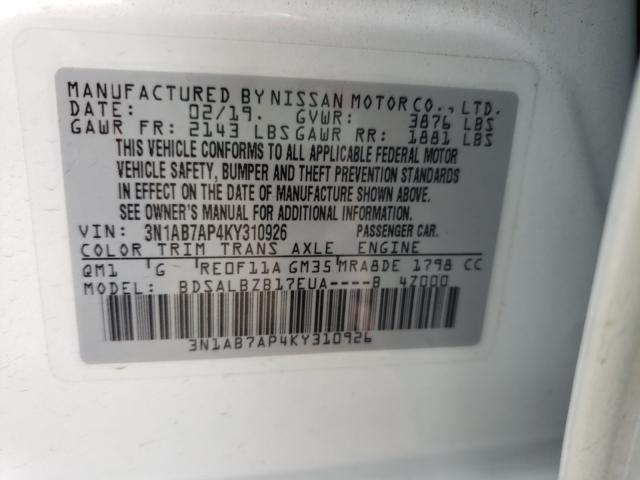 MANUFACTURED BY NISSAN MOTOR CO., LTD.
DATE: 02/19. GVWR: 3876 LBS
GAWR FR: 2143 LBS GAWR RR: 1881 LBS
THIS VEHICLE CONFORMS TO ALL APPLICABLE FEDERAL MOTOR
VEHICLE SAFETY, BUMPER AND THEFT PREVENTION STANDARDS
IN EFFECT ON THE DATE OF MANUFACTURE SHOWN ABOVE.
SEE OWNER'S MANUAL FOR ADDITIONAL INFORMATION
VIN: 3N1AB7AP4KY310926 PASSENGER CAR.
COLOR TRIM TRANS AXLE ENGINE
QM1 G RE0F11A GM35 MRA8DE 1798 CC
MODEL: BDSALBZB17EUA----B 4Z000
3N1AB7AP4KY310926